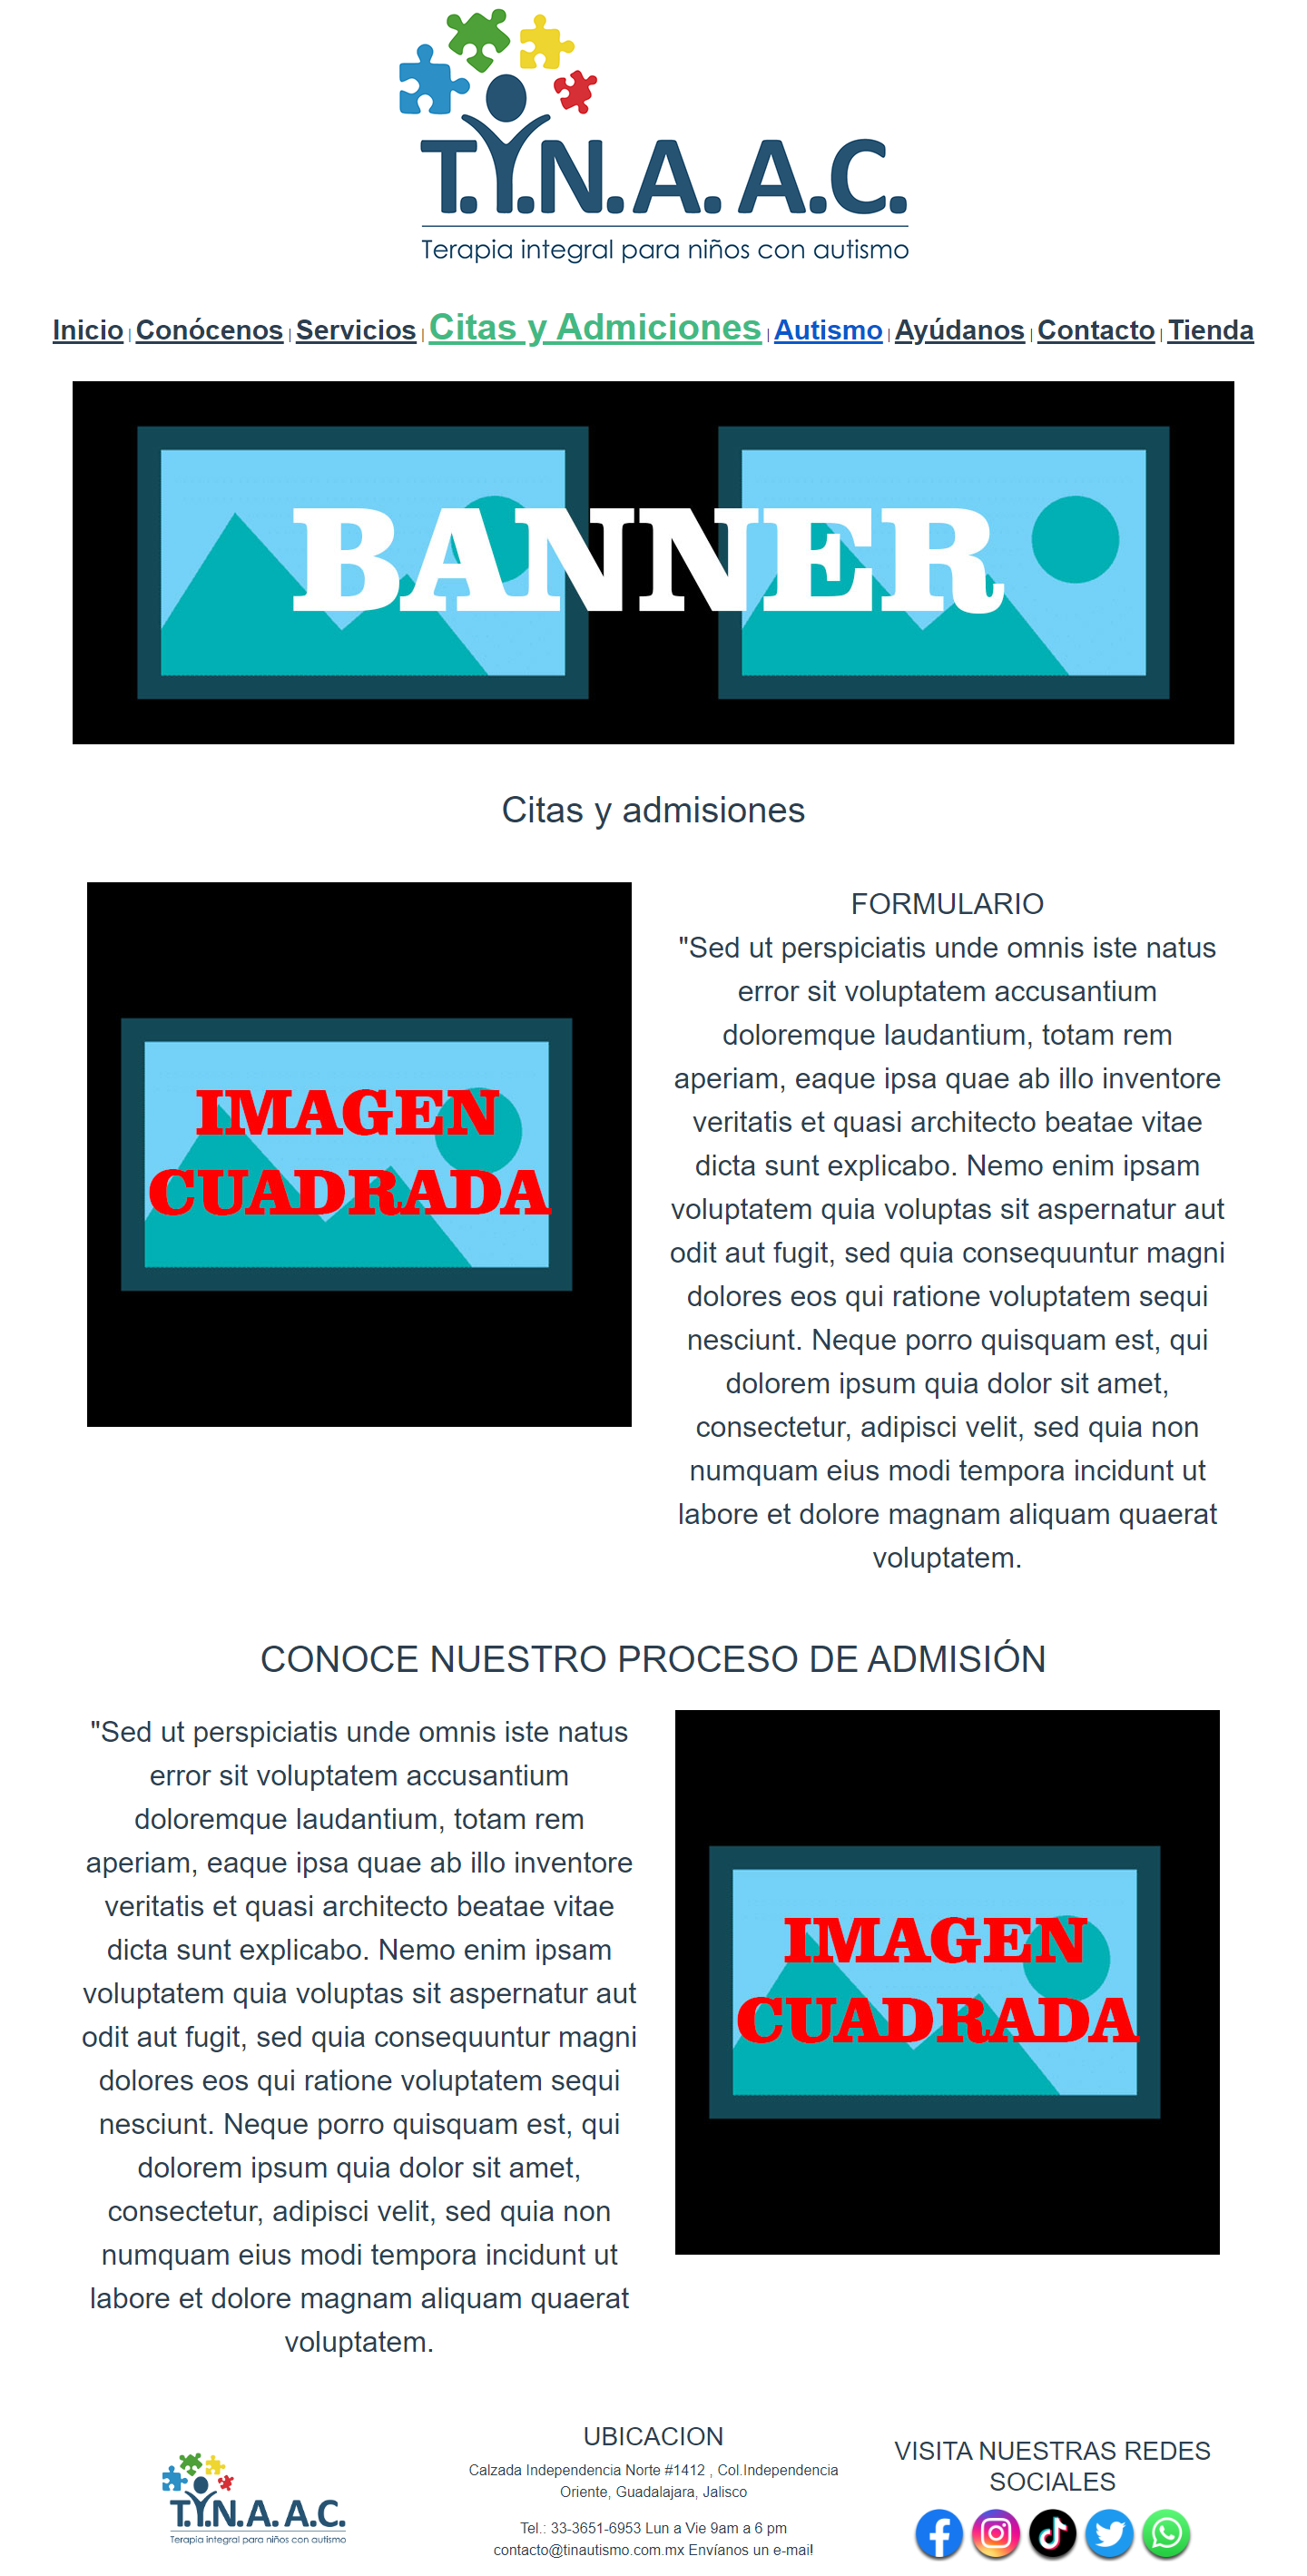 T.Y.N.A. A.C.
Terapia integral para niños con autismo
Inicio | Conócenos | Servicios | Citas y Admiciones | Autismo | Ayúdanos | Contacto | Tienda
BANNER
Citas y admisiones
IMAGEN
CUADRADA
FORMULARIO
"Sed ut perspiciatis unde omnis iste natus
error sit voluptatem accusantium
doloremque laudantium, totam rem
aperiam, eaque ipsa quae ab illo inventore
veritatis et quasi architecto beatae vitae
dicta sunt explicabo. Nemo enim ipsam
voluptatem quia voluptas sit aspernatur aut
odit aut fugit, sed quia consequuntur magni
dolores eos qui ratione voluptatem sequi
nesciunt. Neque porro quisquam est, qui
dolorem ipsum quia dolor sit amet,
consectetur, adipisci velit, sed quia non
numquam eius modi tempora incidunt ut
labore et dolore magnam aliquam quaerat
voluptatem.
CONOCE NUESTRO PROCESO DE ADMISIÓN
"Sed ut perspiciatis unde omnis iste natus
error sit voluptatem accusantium
doloremque laudantium, totam rem
aperiam, eaque ipsa quae ab illo inventore
veritatis et quasi architecto beatae vitae
dicta sunt explicabo. Nemo enim ipsam
voluptatem quia voluptas sit aspernatur aut
odit aut fugit, sed quia consequuntur magni
dolores eos qui ratione voluptatem sequi
nesciunt. Neque porro quisquam est, qui
dolorem ipsum quia dolor sit amet,
consectetur, adipisci velit, sed quia non
numquam eius modi tempora incidunt ut
labore et dolore magnam aliquam quaerat
voluptatem.
IMAGEN
CUADRADA
T.Y.N.A. A.C.
Terapia integral para niños con autismo
UBICACION
Calzada Independencia Norte #1412 , Col.Independencia
Oriente, Guadalajara, Jalisco
Tel.: 33-3651-6953 Lun a Vie 9am a 6 pm
contacto@tinautismo.com.mx Envíanos un e-mail
VISITA NUESTRAS REDES
SOCIALES